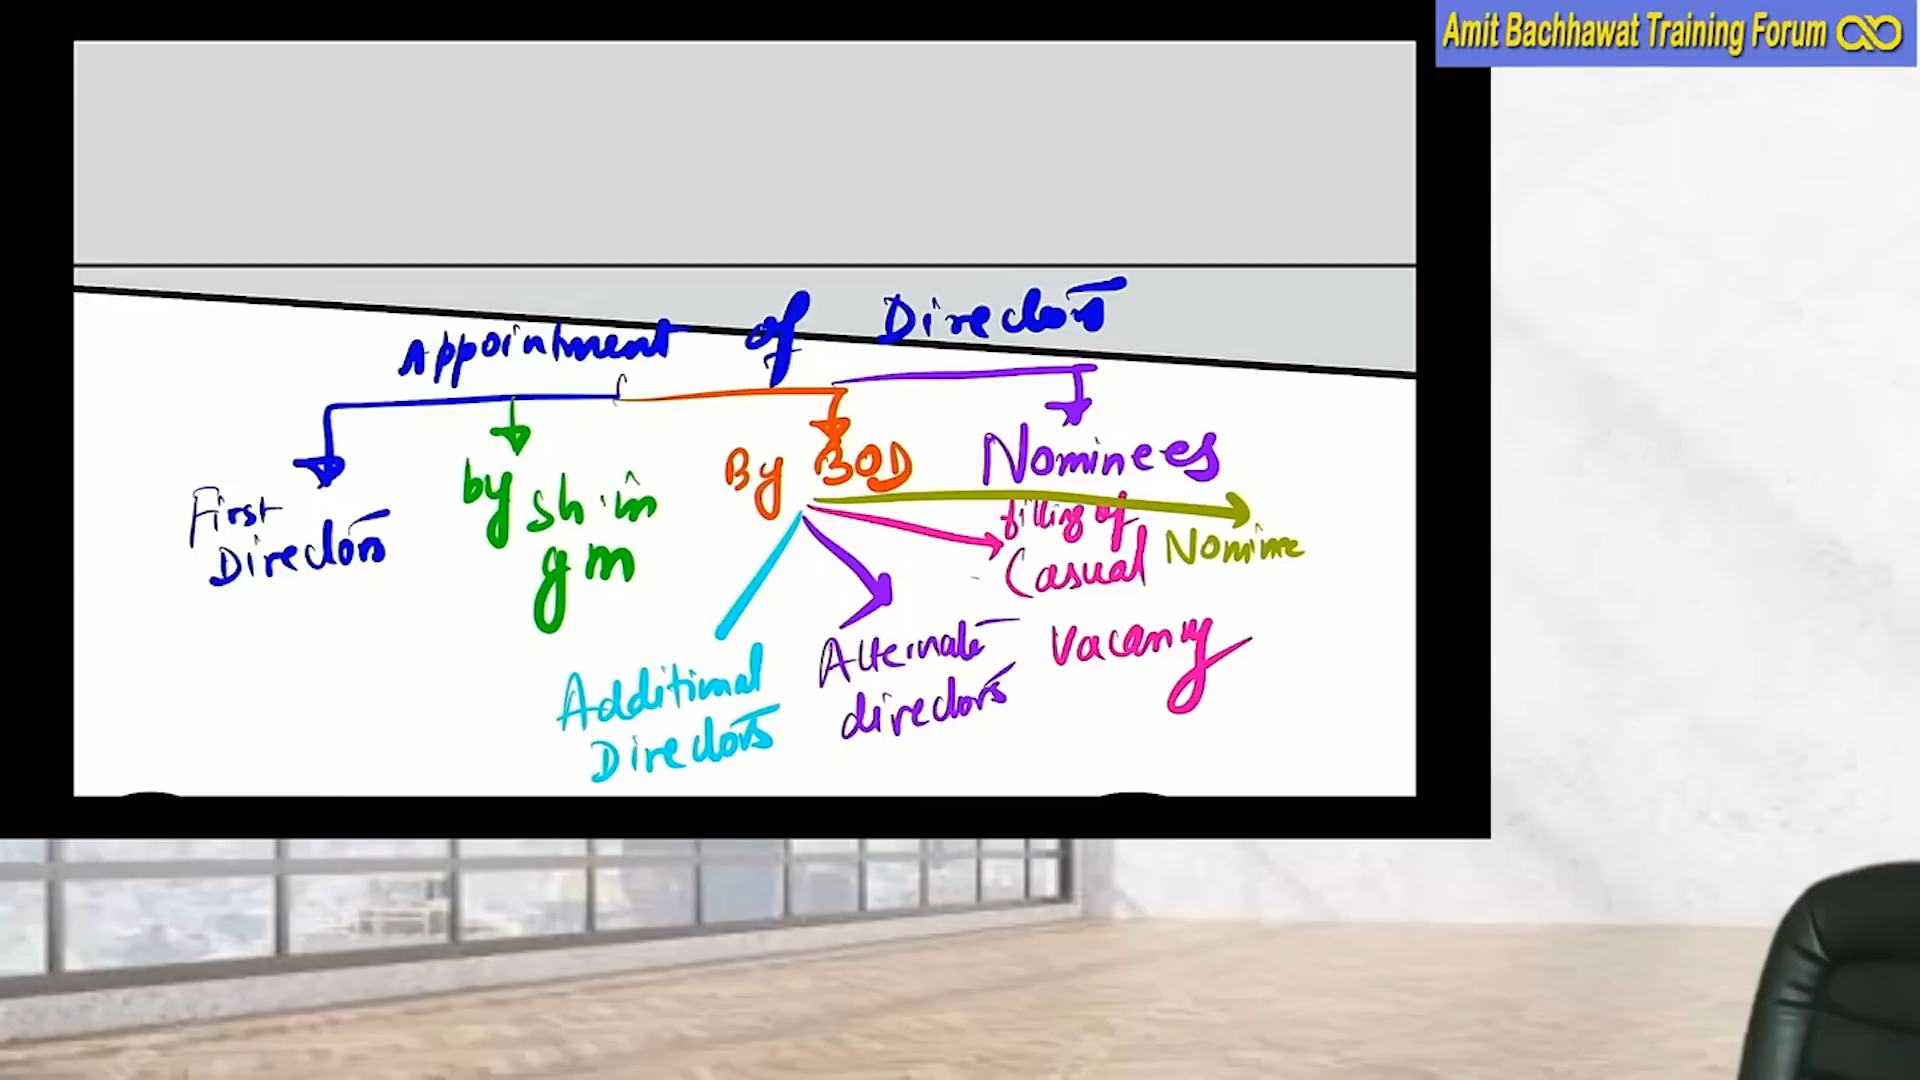 Amit Bachhawat Training Forum
Appointment of Directors
First
Directors
by sh in
gm
By BOD
Nominees
filling of
Casual
Vacancy
Nominee
Additional
Directors
Alternate
directors